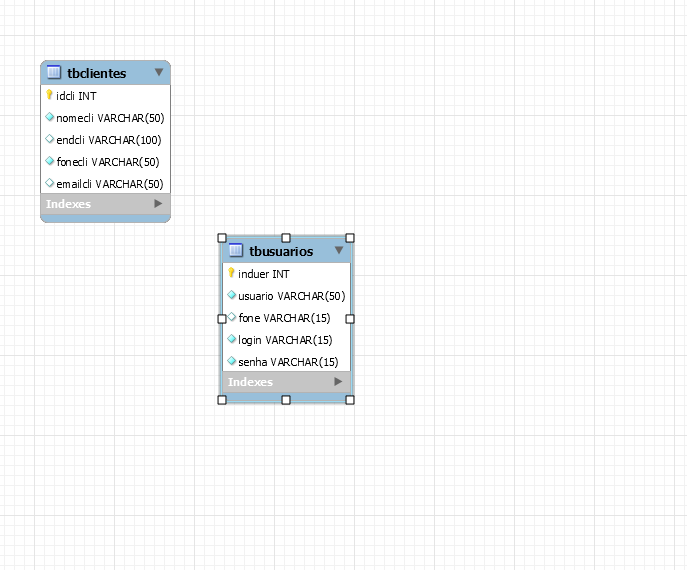 tbclientes
idcli INT
nomecli VARCHAR(50)
endcli VARCHAR(100)
fonecli VARCHAR(50)
emailcli VARCHAR(50)
Indexes
tbusuarios
induer INT
usuario VARCHAR(50)
fone VARCHAR(15)
login VARCHAR(15)
senha VARCHAR(15)
Indexes